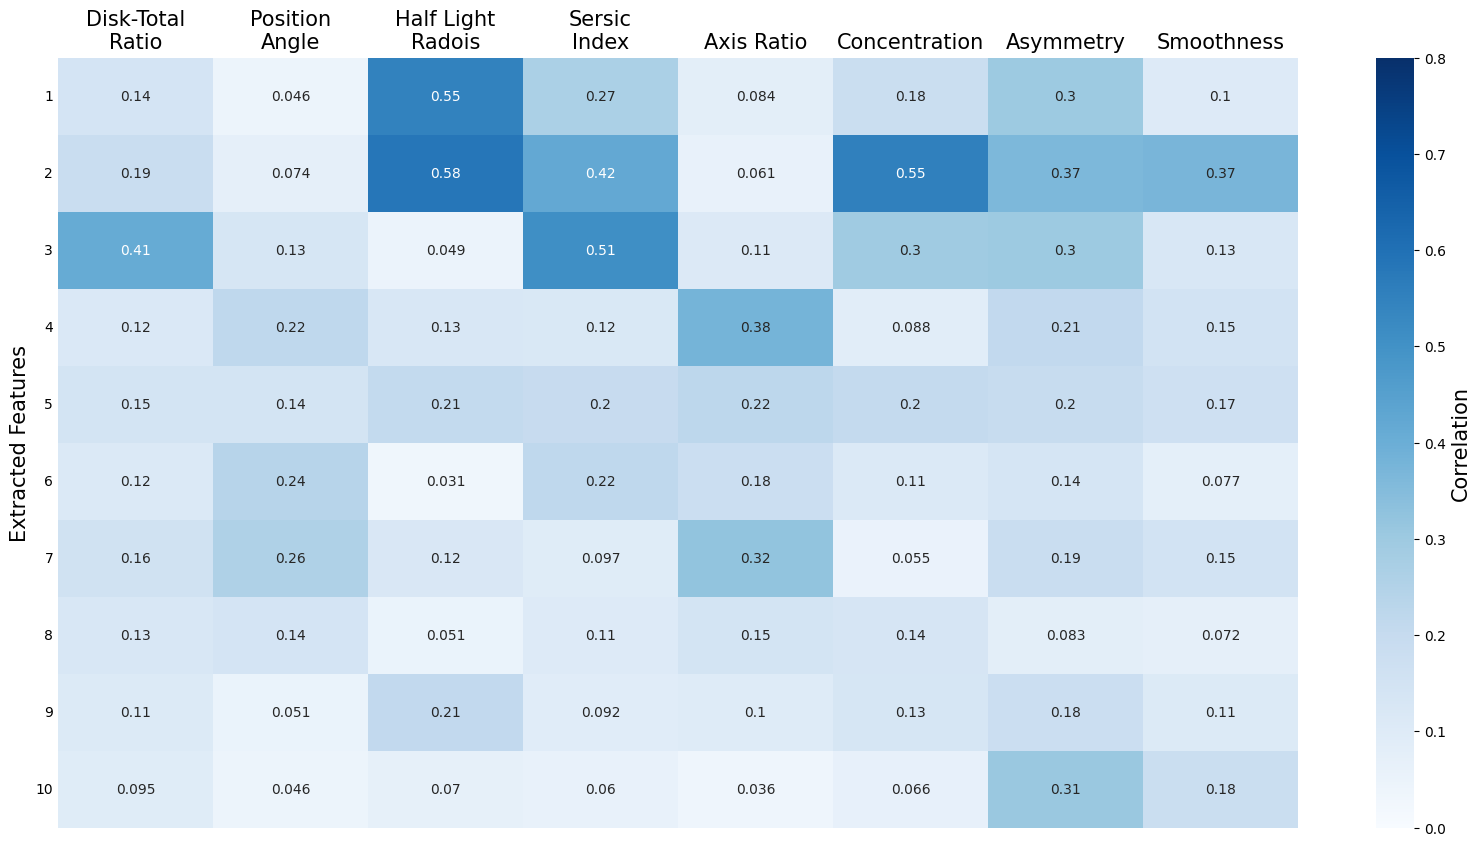 Disk-Total
Ratio
Position
Angle
Half Light
Radois
Sersic
Index
Axis Ratio
Concentration
Asymmetry
Smoothness
Extracted Features
1 0.14 0.046 0.55 0.27 0.084 0.18 0.3 0.1
2 0.19 0.074 0.58 0.42 0.061 0.55 0.37 0.37
3 0.41 0.13 0.049 0.51 0.11 0.3 0.3 0.13
4 0.12 0.22 0.13 0.12 0.38 0.088 0.21 0.15
5 0.15 0.14 0.21 0.2 0.22 0.2 0.2 0.17
6 0.12 0.24 0.031 0.22 0.18 0.11 0.14 0.077
7 0.16 0.26 0.12 0.097 0.32 0.055 0.19 0.15
8 0.13 0.14 0.051 0.11 0.15 0.14 0.083 0.072
9 0.11 0.051 0.21 0.092 0.1 0.13 0.18 0.11
10 0.095 0.046 0.07 0.06 0.036 0.066 0.31 0.18
0.8
0.7
0.6
0.5
0.4
0.3
0.2
0.1
0.0
Correlation